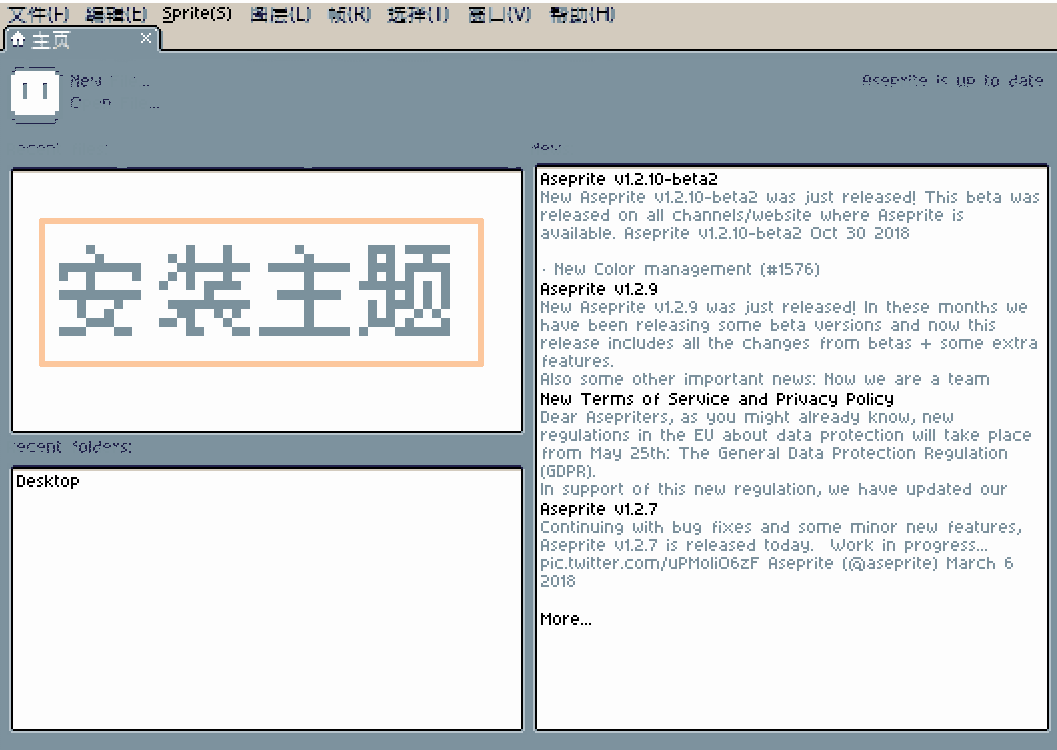 文件(F) 编辑(E) Sprite(S) 图层(L) 帧(R) 选择(T) 窗口(V) 帮助(H)
主页
New
Aseprite is up to date
安装主题
recent folders:
Desktop
Aseprite v1.2.10-beta2
New Aseprite v1.2.10-beta2 was just released! This beta was
released on all channels/website where Aseprite is
available. Aseprite v1.2.10-beta2 Oct 30 2018
· New Color management (#1576)
Aseprite v1.2.9
New Aseprite v1.2.9 was just released! In these months we
have been releasing some beta versions and now this
release includes all the changes from betas + some extra
features.
Also some other important news: Now we are a team
New Terms of Service and Privacy Policy
Dear Asepriters, as you might already know, new
regulations in the EU about data protection will take place
from May 25th: The General Data Protection Regulation
(GDPR).
In support of this new regulation, we have updated our
Aseprite v1.2.7
Continuing with bug fixes and some minor new features,
Aseprite v1.2.7 is released today.  Work in progress...
pic.twitter.com/uPMoliO6zF Aseprite (@aseprite) March 6
2018
More...